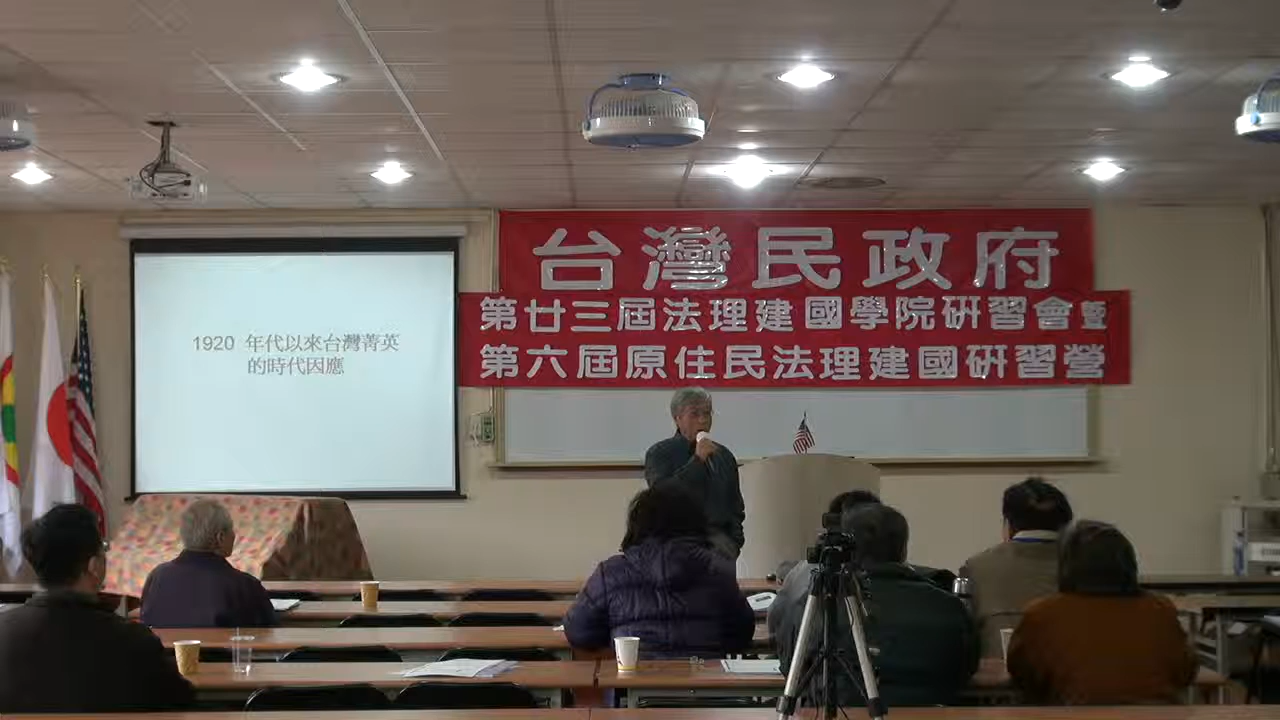 台灣民政府
第廿三屆法理建國學院研習會暨
第六屆原住民法理建國研習營
1920 年代以來台灣菁英
的時代因應